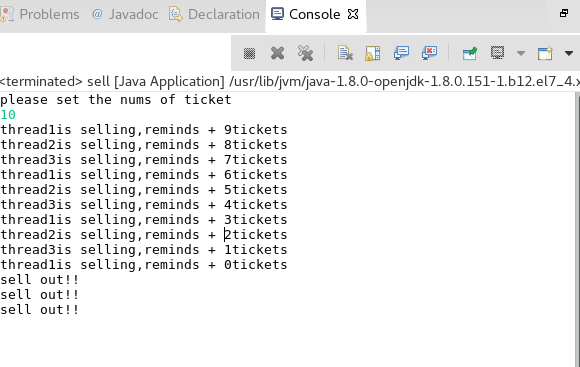 Problems @ Javadoc Declaration Console
<terminated> sell [Java Application] /usr/lib/jvm/java-1.8.0-openjdk-1.8.0.151-1.b12.el7_4.x
please set the nums of ticket
10
thread1is selling,reminds + 9tickets
thread2is selling,reminds + 8tickets
thread3is selling,reminds + 7tickets
thread1is selling,reminds + 6tickets
thread2is selling,reminds + 5tickets
thread3is selling,reminds + 4tickets
thread1is selling,reminds + 3tickets
thread2is selling,reminds + 2tickets
thread3is selling,reminds + 1tickets
thread1is selling,reminds + 0tickets
sell out!!
sell out!!
sell out!!